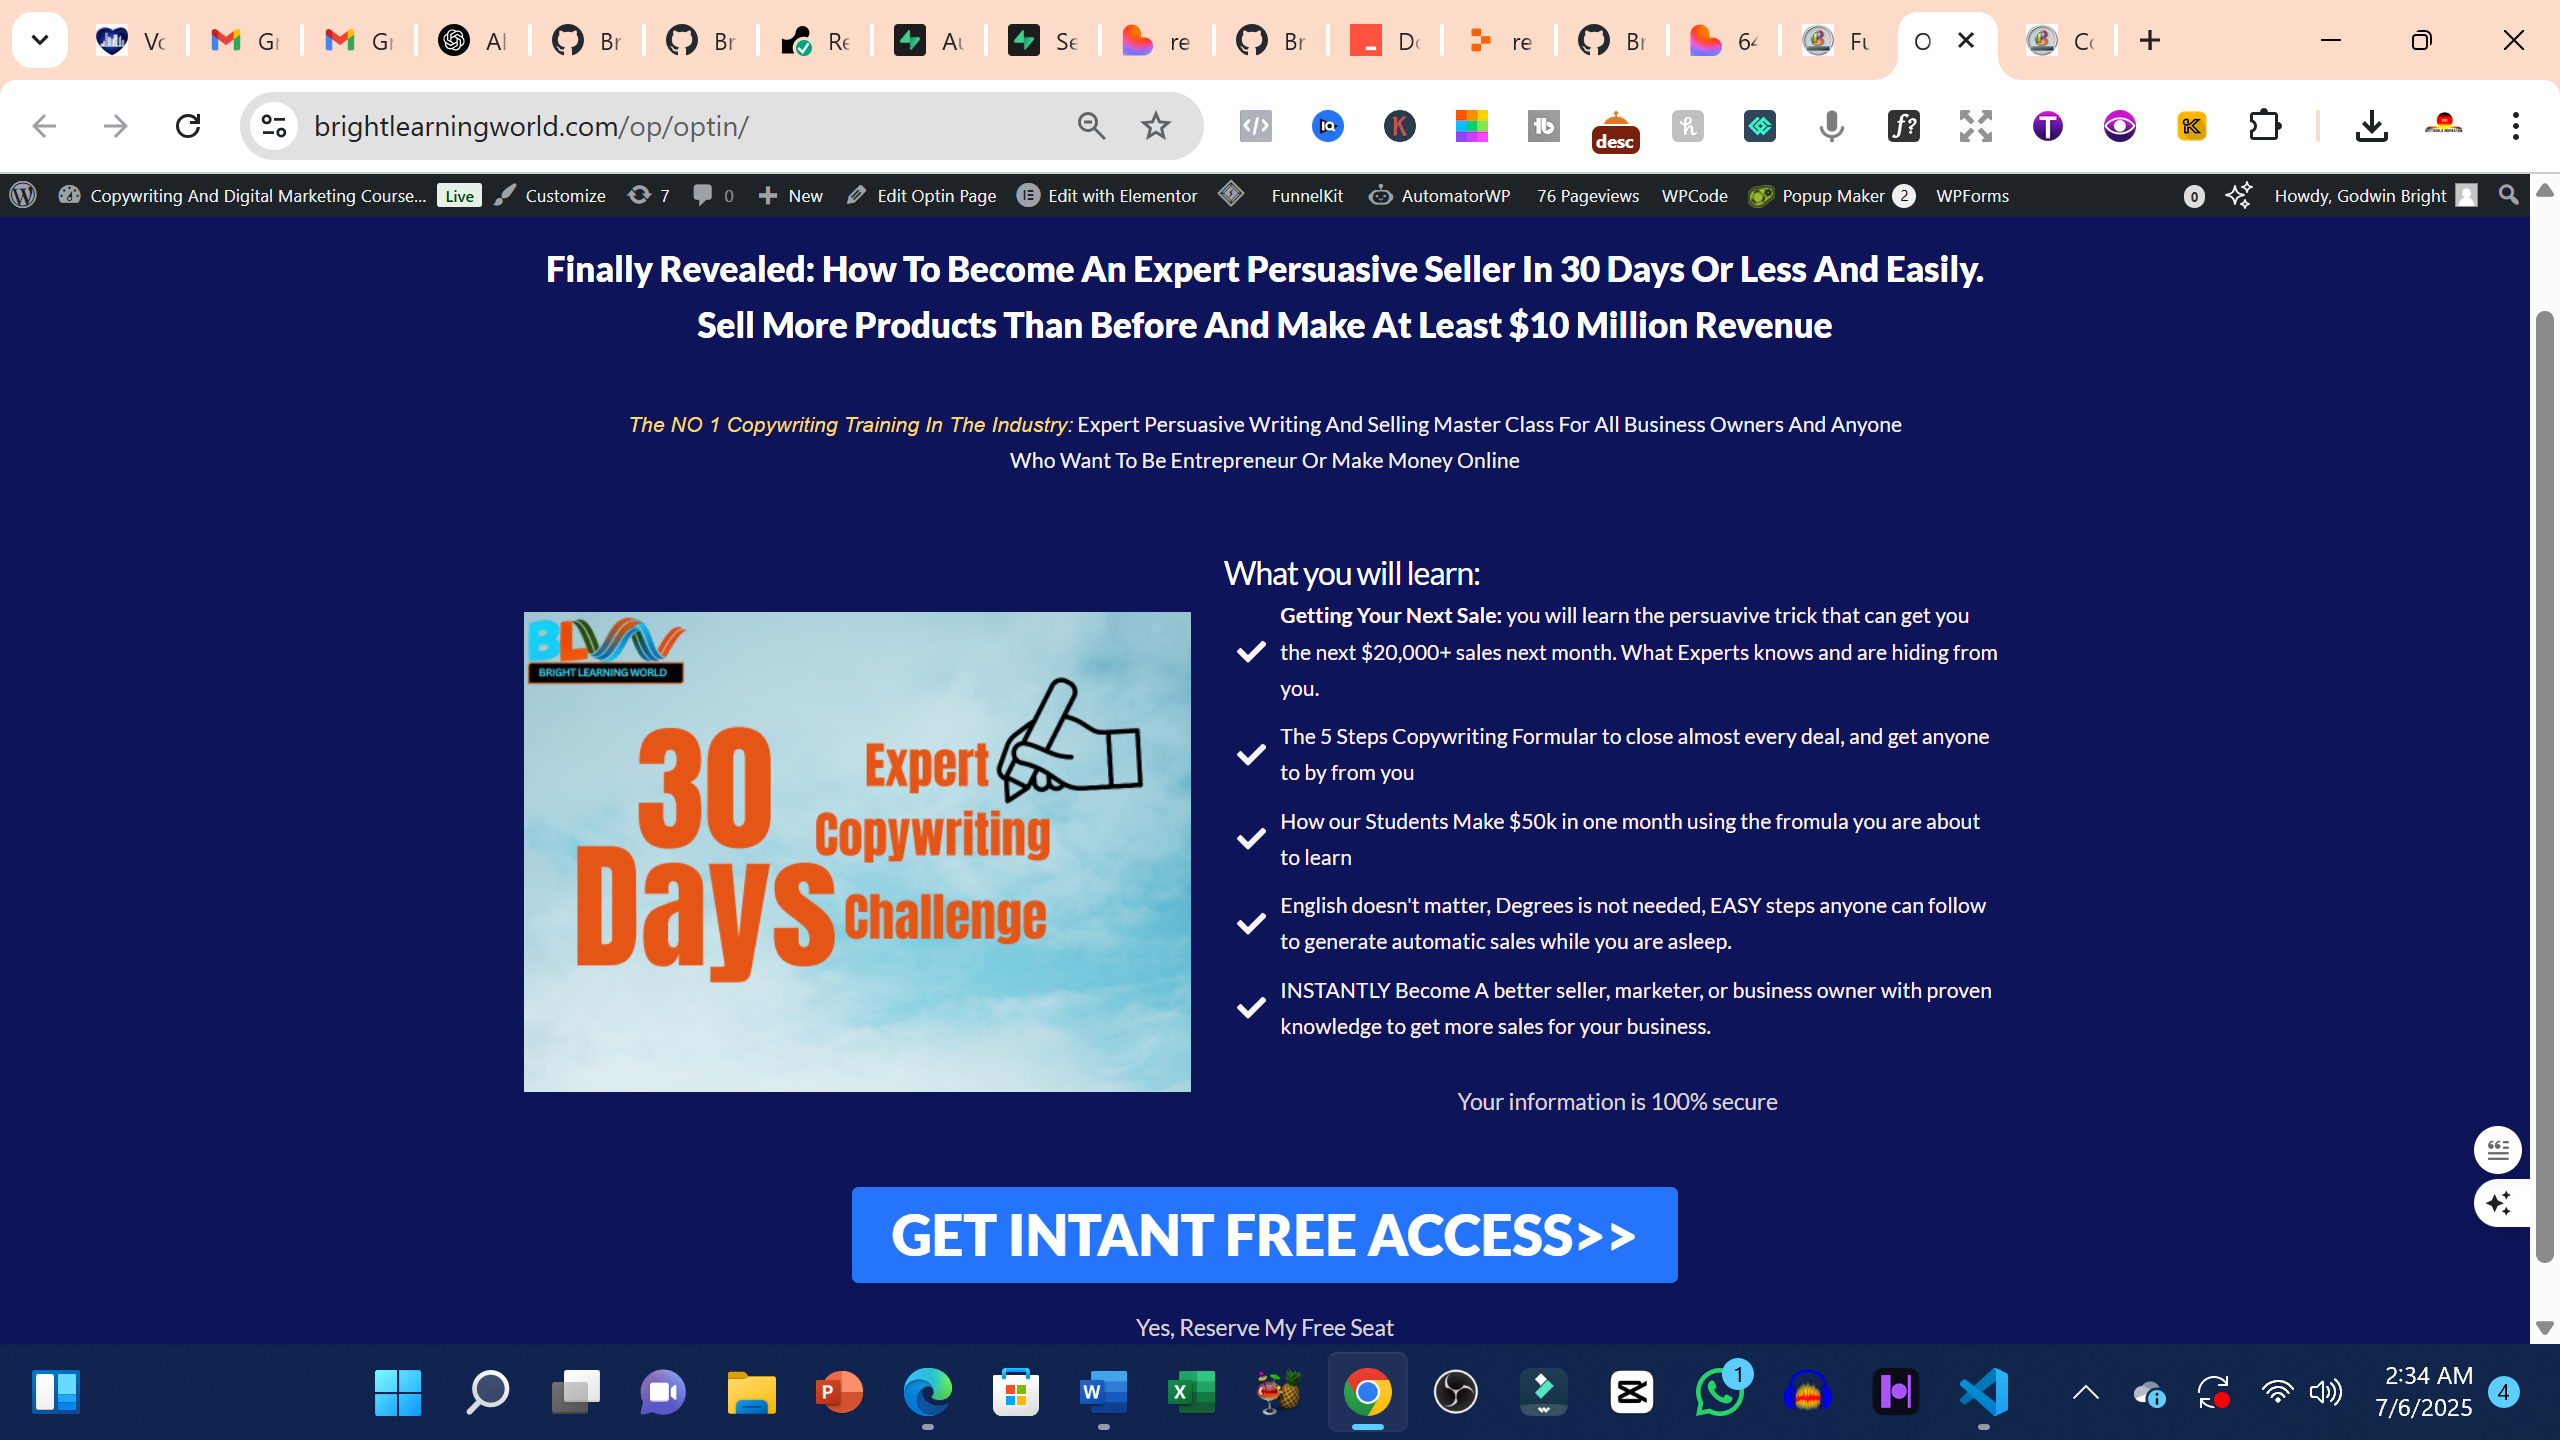 Vo
Gr
Gr
Al
Br
Br
Re
Au
Se
re
Br
Do
re
Br
64
Fu
O
Co
brightlearningworld.com/op/optin/
desc
Copywriting And Digital Marketing Course... Live Customize 7 0 New Edit Optin Page Edit with Elementor FunnelKit AutomatorWP 76 Pageviews WPCode Popup Maker 2 WPForms 0 Howdy, Godwin Bright
Finally Revealed: How To Become An Expert Persuasive Seller In 30 Days Or Less And Easily.
Sell More Products Than Before And Make At Least $10 Million Revenue
The NO 1 Copywriting Training In The Industry: Expert Persuasive Writing And Selling Master Class For All Business Owners And Anyone
Who Want To Be Entrepreneur Or Make Money Online
BLW
BRIGHT LEARNING WORLD
30
Days
Expert
Copywriting
Challenge
What you will learn:
Getting Your Next Sale: you will learn the persuavive trick that can get you
the next $20,000+ sales next month. What Experts knows and are hiding from
you.
The 5 Steps Copywriting Formular to close almost every deal, and get anyone
to by from you
How our Students Make $50k in one month using the fromula you are about
to learn
English doesn't matter, Degrees is not needed, EASY steps anyone can follow
to generate automatic sales while you are asleep.
INSTANTLY Become A better seller, marketer, or business owner with proven
knowledge to get more sales for your business.
Your information is 100% secure
GET INTANT FREE ACCESS>>
Yes, Reserve My Free Seat
1
2:34 AM
7/6/2025
4